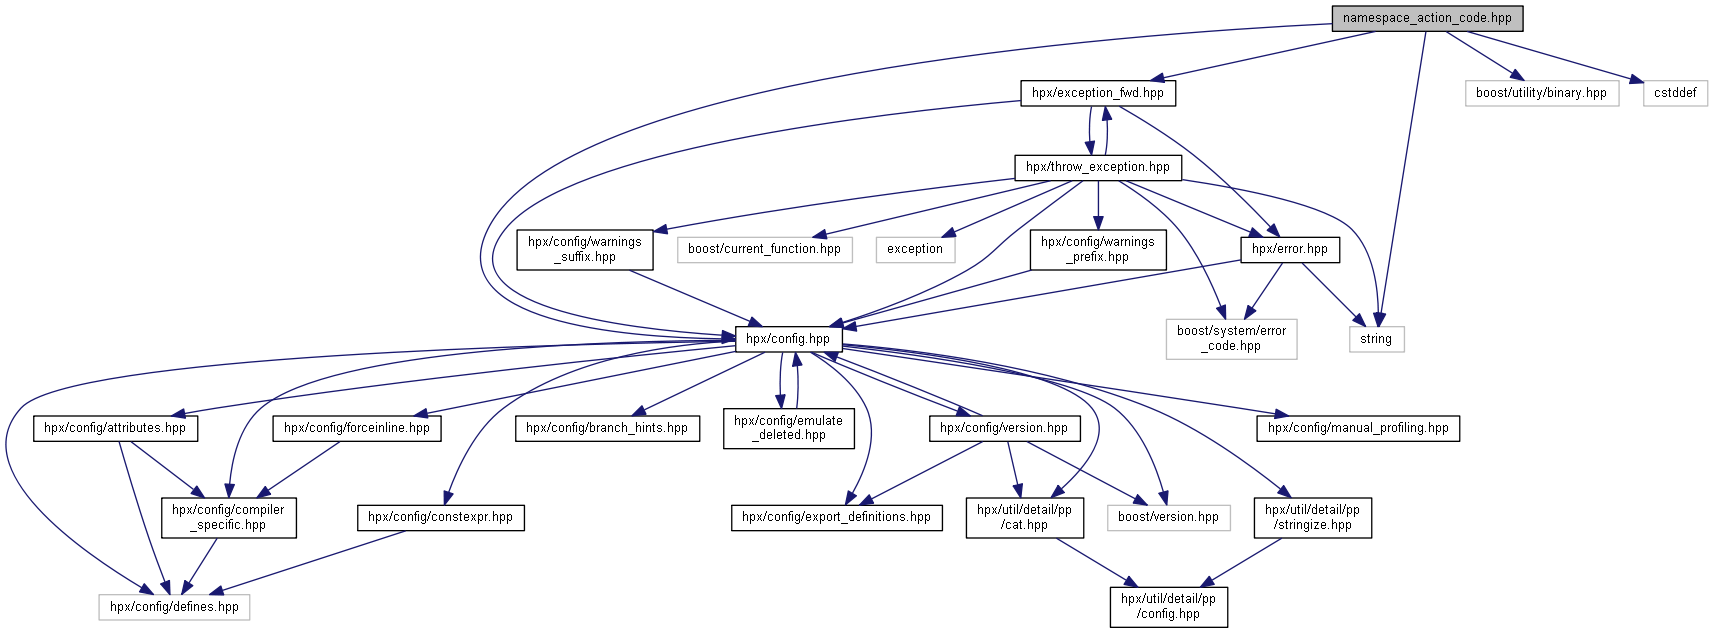 namespace_action_code.hpp
hpx/exception_fwd.hpp
boost/utility/binary.hpp
cstddef
hpx/throw_exception.hpp
hpx/config/warnings
_suffix.hpp
boost/current_function.hpp
exception
hpx/config/warnings
_prefix.hpp
hpx/error.hpp
hpx/config.hpp
boost/system/error
_code.hpp
string
hpx/config/attributes.hpp
hpx/config/forceinline.hpp
hpx/config/branch_hints.hpp
hpx/config/emulate
_deleted.hpp
hpx/config/version.hpp
hpx/config/manual_profiling.hpp
hpx/config/compiler
_specific.hpp
hpx/config/constexpr.hpp
hpx/config/export_definitions.hpp
hpx/util/detail/pp
/cat.hpp
boost/version.hpp
hpx/util/detail/pp
/stringize.hpp
hpx/config/defines.hpp
hpx/util/detail/pp
/config.hpp